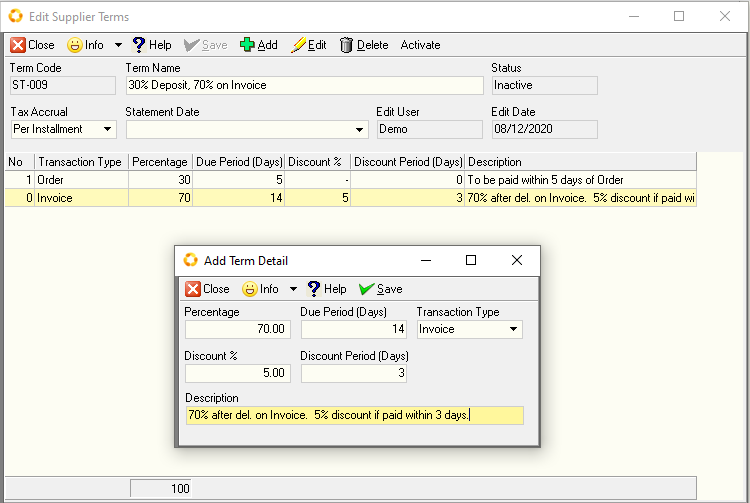 Edit Supplier Terms
Close Info Help Save Add Edit Delete Activate
Term Code Term Name Status
ST-009 30% Deposit, 70% on Invoice Inactive
Tax Accrual Statement Date Edit User Edit Date
Per Installment Demo 08/12/2020
No Transaction Type Percentage Due Period (Days) Discount % Discount Period (Days) Description
1 Order 30 5 - 0 To be paid within 5 days of Order
0 Invoice 70 14 5 3 70% after del. on Invoice. 5% discount if paid wi
Add Term Detail
Close Info Help Save
Percentage Due Period (Days) Transaction Type
70.00 14 Invoice
Discount % Discount Period (Days)
5.00 3
Description
70% after del. on Invoice. 5% discount if paid within 3 days.
100